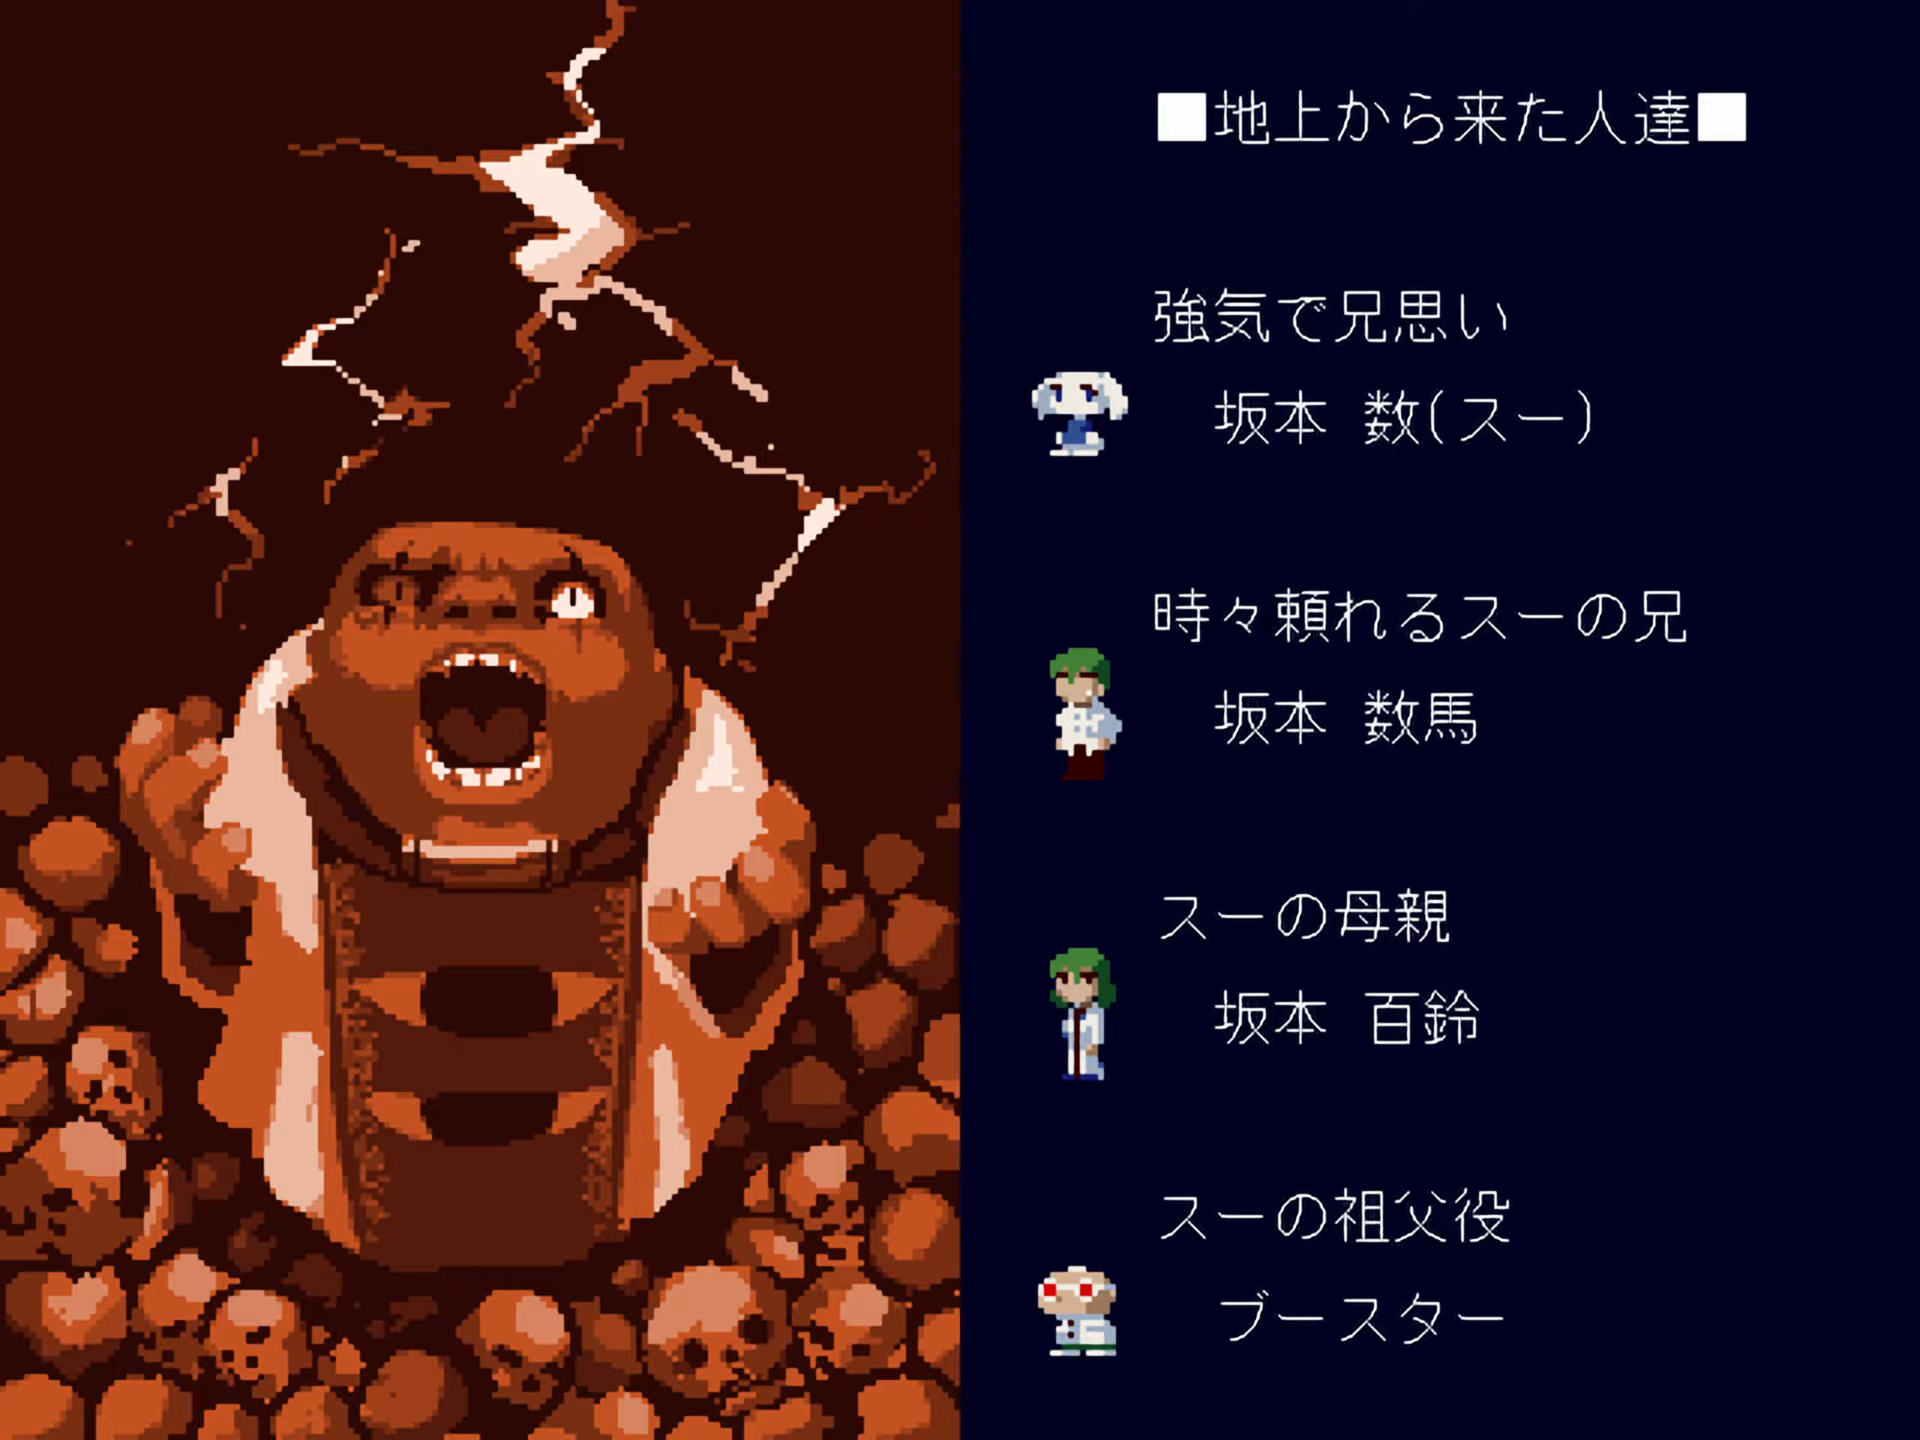 ■地上から来た人達■
強気で兄思い
坂本 数(スー)
時々頼れるスーの兄
坂本 数馬
スーの母親
坂本 百鈴
スーの祖父役
ブースター